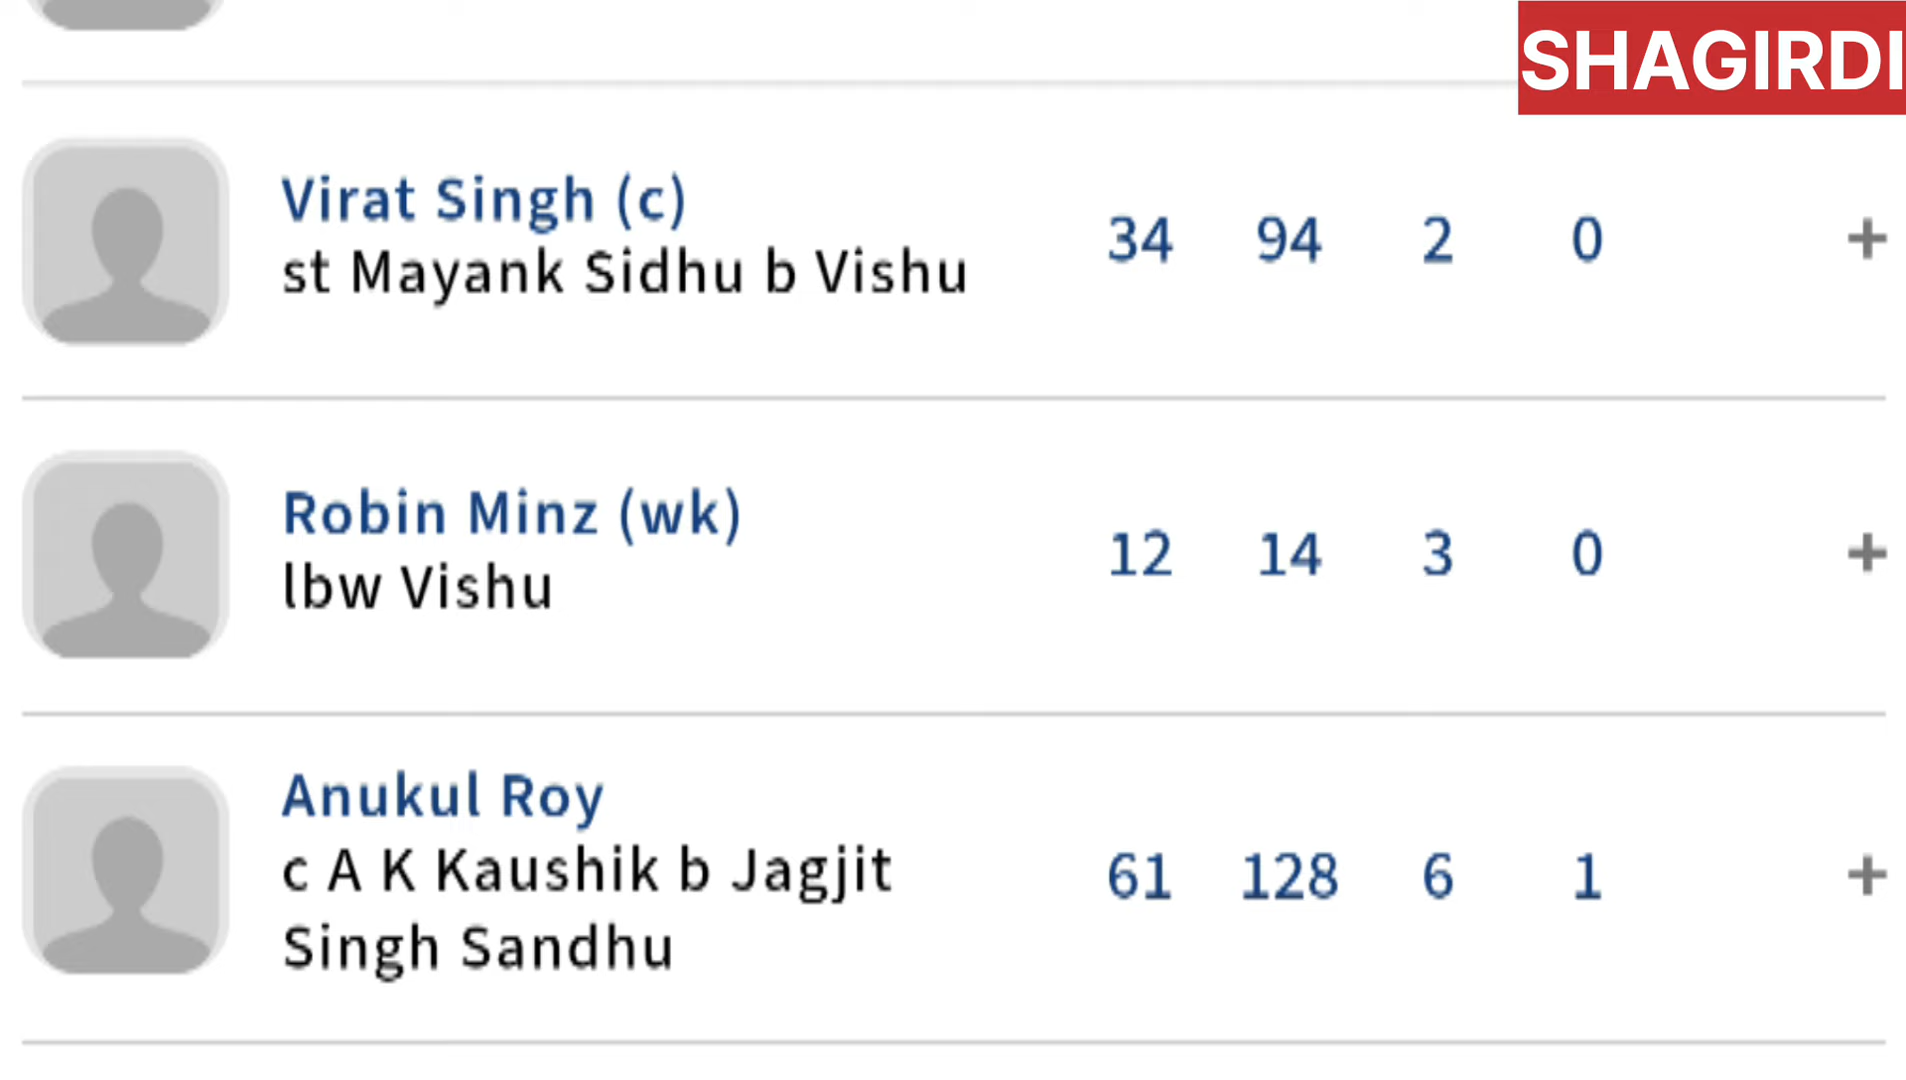 SHAGIRDI
Virat Singh (c)
st Mayank Sidhu b Vishu
34 94 2 0 +
Robin Minz (wk)
lbw Vishu
12 14 3 0 +
Anukul Roy
c A K Kaushik b Jagjit
Singh Sandhu
61 128 6 1 +